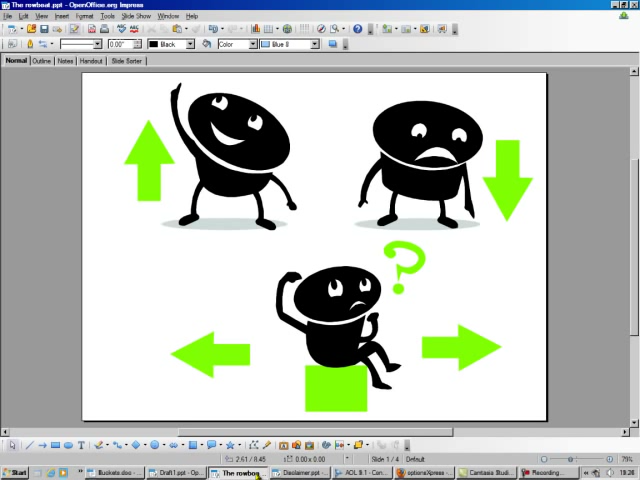 The rowboat.ppt - OpenOffice.org Impress
File Edit View Insert Format Tools Slide Show Window Help
0.00" Black Color Blue 8
Normal Outline Notes Handout Slide Sorter
?
2.61 / 8.45 0.00 x 0.00 Slide 1 / 4 Default 79%
Start Buckets.doc - ... Draft1.ppt - Op... The rowboa... Disclaimer.ppt - ... AOL 9.1 - Con... optionsXpress - ... Camtasia Studi... Recording... 19:26